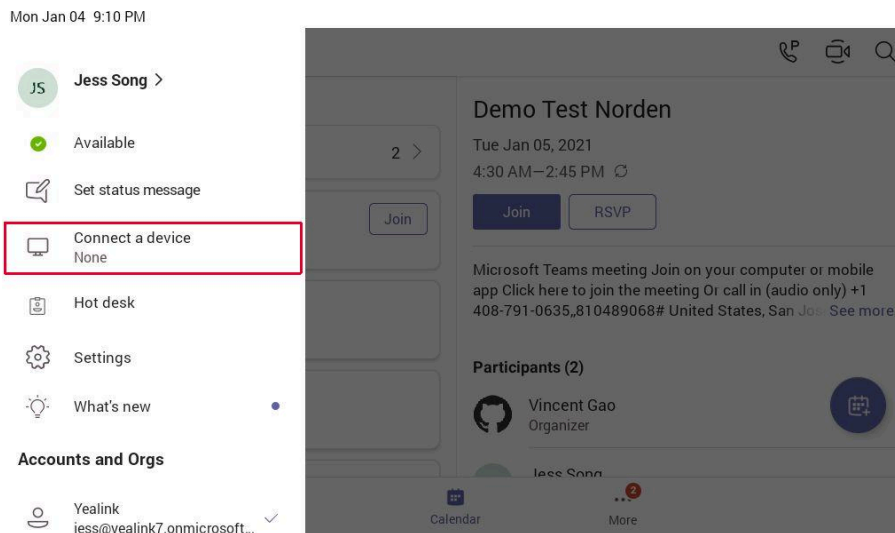 Mon Jan 04 9:10 PM
JS
Jess Song >
Available
Set status message
Connect a device
None
Hot desk
Settings
What's new
Accounts and Orgs
Yealink
jess@yealink7.onmicrosoft...
2 >
Join
P
Demo Test Norden
Tue Jan 05, 2021
4:30 AM—2:45 PM
Join
RSVP
Microsoft Teams meeting Join on your computer or mobile
app Click here to join the meeting Or call in (audio only) +1
408-791-0635,,810489068# United States, San Jos See more
Participants (2)
Vincent Gao
Organizer
Jess Song
Calendar
2
More